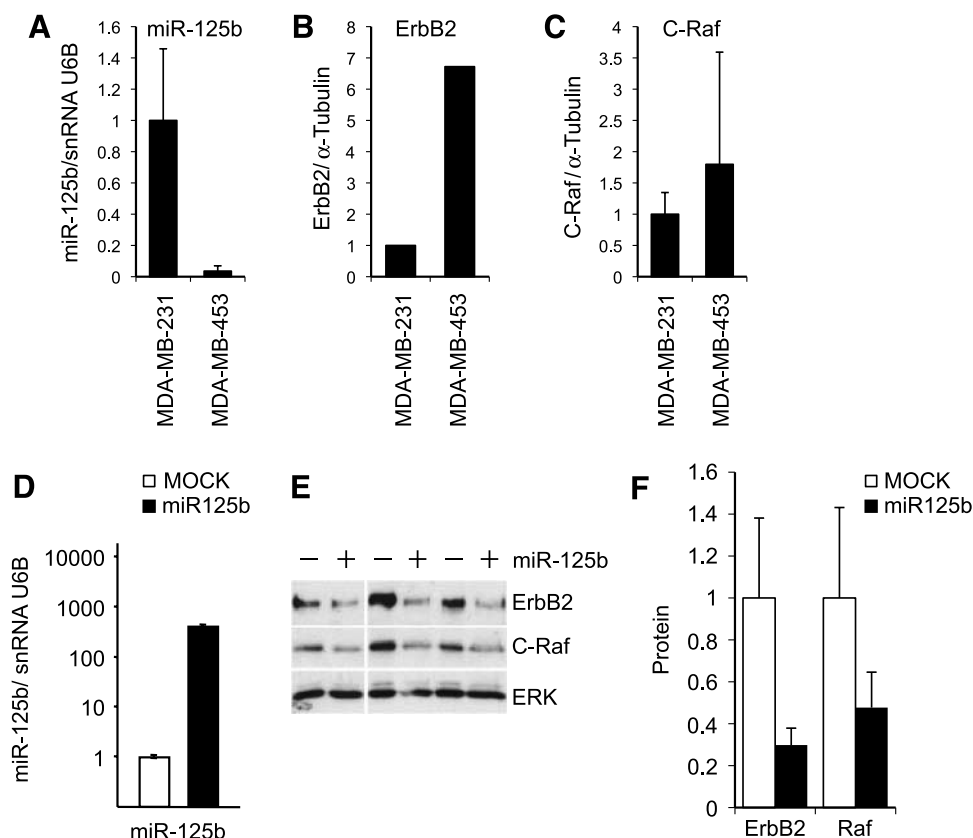 A
miR-125b
miR-125b/snRNA U6B
1.6
1.4
1.2
1
0.8
0.6
0.4
0.2
0
MDA-MB-231
MDA-MB-453
B
ErbB2
ErbB2/α-Tubulin
8
7
6
5
4
3
2
1
0
MDA-MB-231
MDA-MB-453
C
C-Raf
C-Raf/α-Tubulin
4
3.5
3
2.5
2
1.5
1
0.5
0
MDA-MB-231
MDA-MB-453
D
MOCK
miR125b
miR-125b/ snRNA U6B
10000
1000
100
10
1
miR-125b
E
– + – + – + miR-125b
ErbB2
C-Raf
ERK
F
MOCK
miR125b
Protein
1.6
1.4
1.2
1
0.8
0.6
0.4
0.2
0
ErbB2 Raf